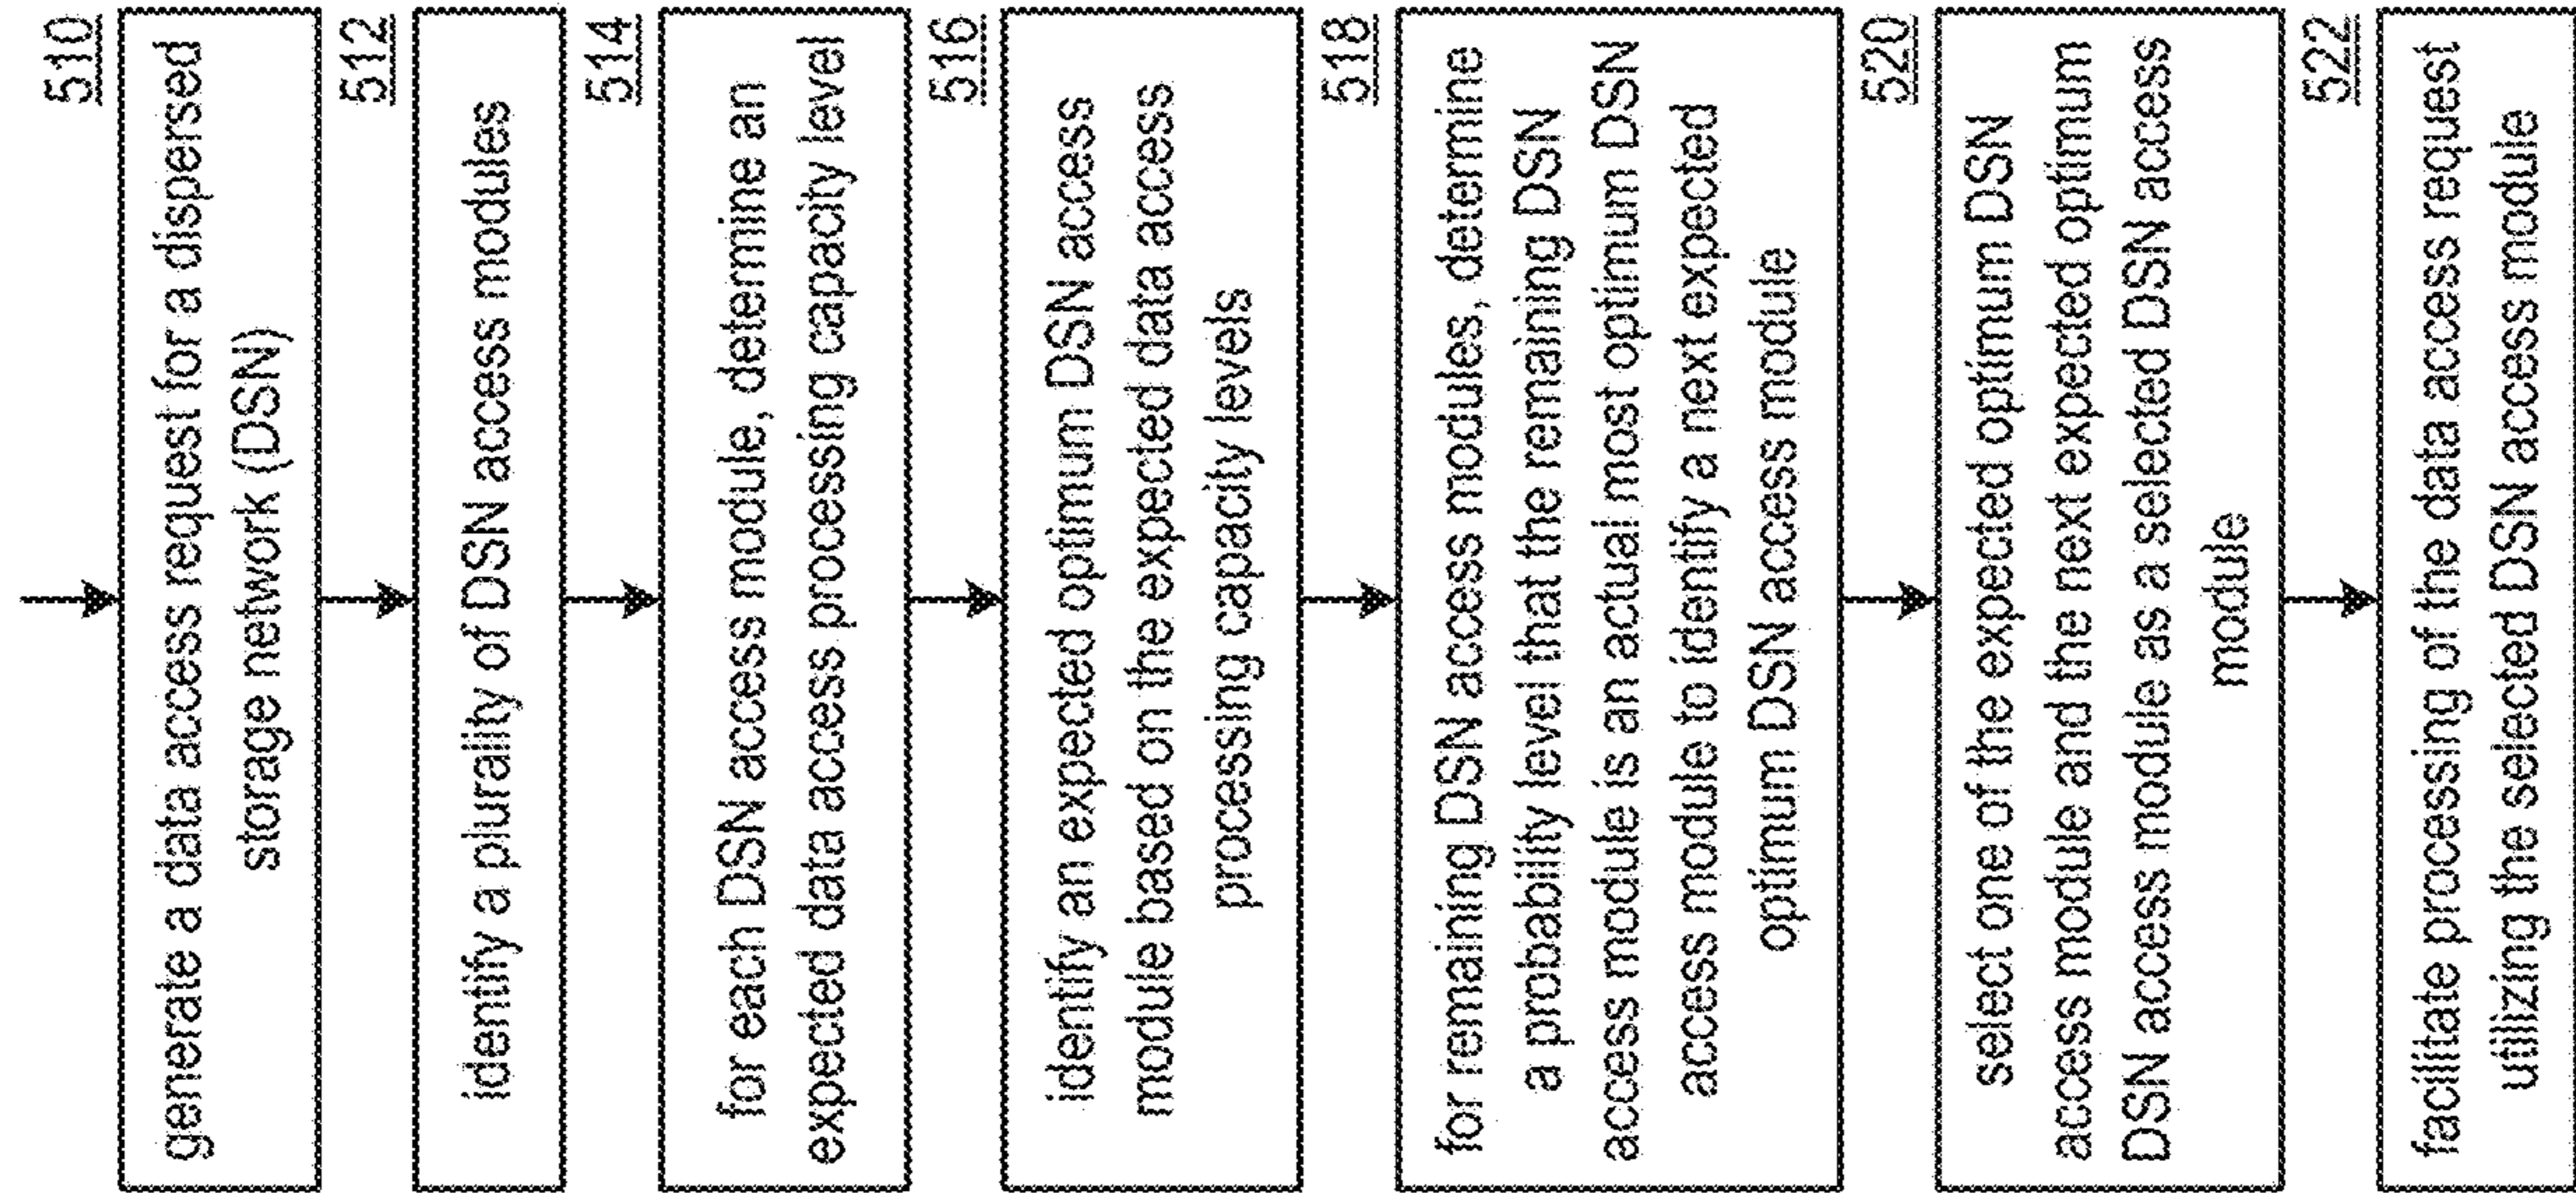 510
generate a data access request for a dispersed
storage network (DSN)
512
identify a plurality of DSN access modules
514
for each DSN access module, determine an
expected data access processing capacity level
516
identify an expected optimum DSN access
module based on the expected data access
processing capacity levels
518
for remaining DSN access modules, determine
a probability level that the remaining DSN
access module is an actual most optimum DSN
access module to identify a next expected
optimum DSN access module
520
select one of the expected optimum DSN
access module and the next expected optimum
DSN access module as a selected DSN access
module
522
facilitate processing of the data access request
utilizing the selected DSN access module